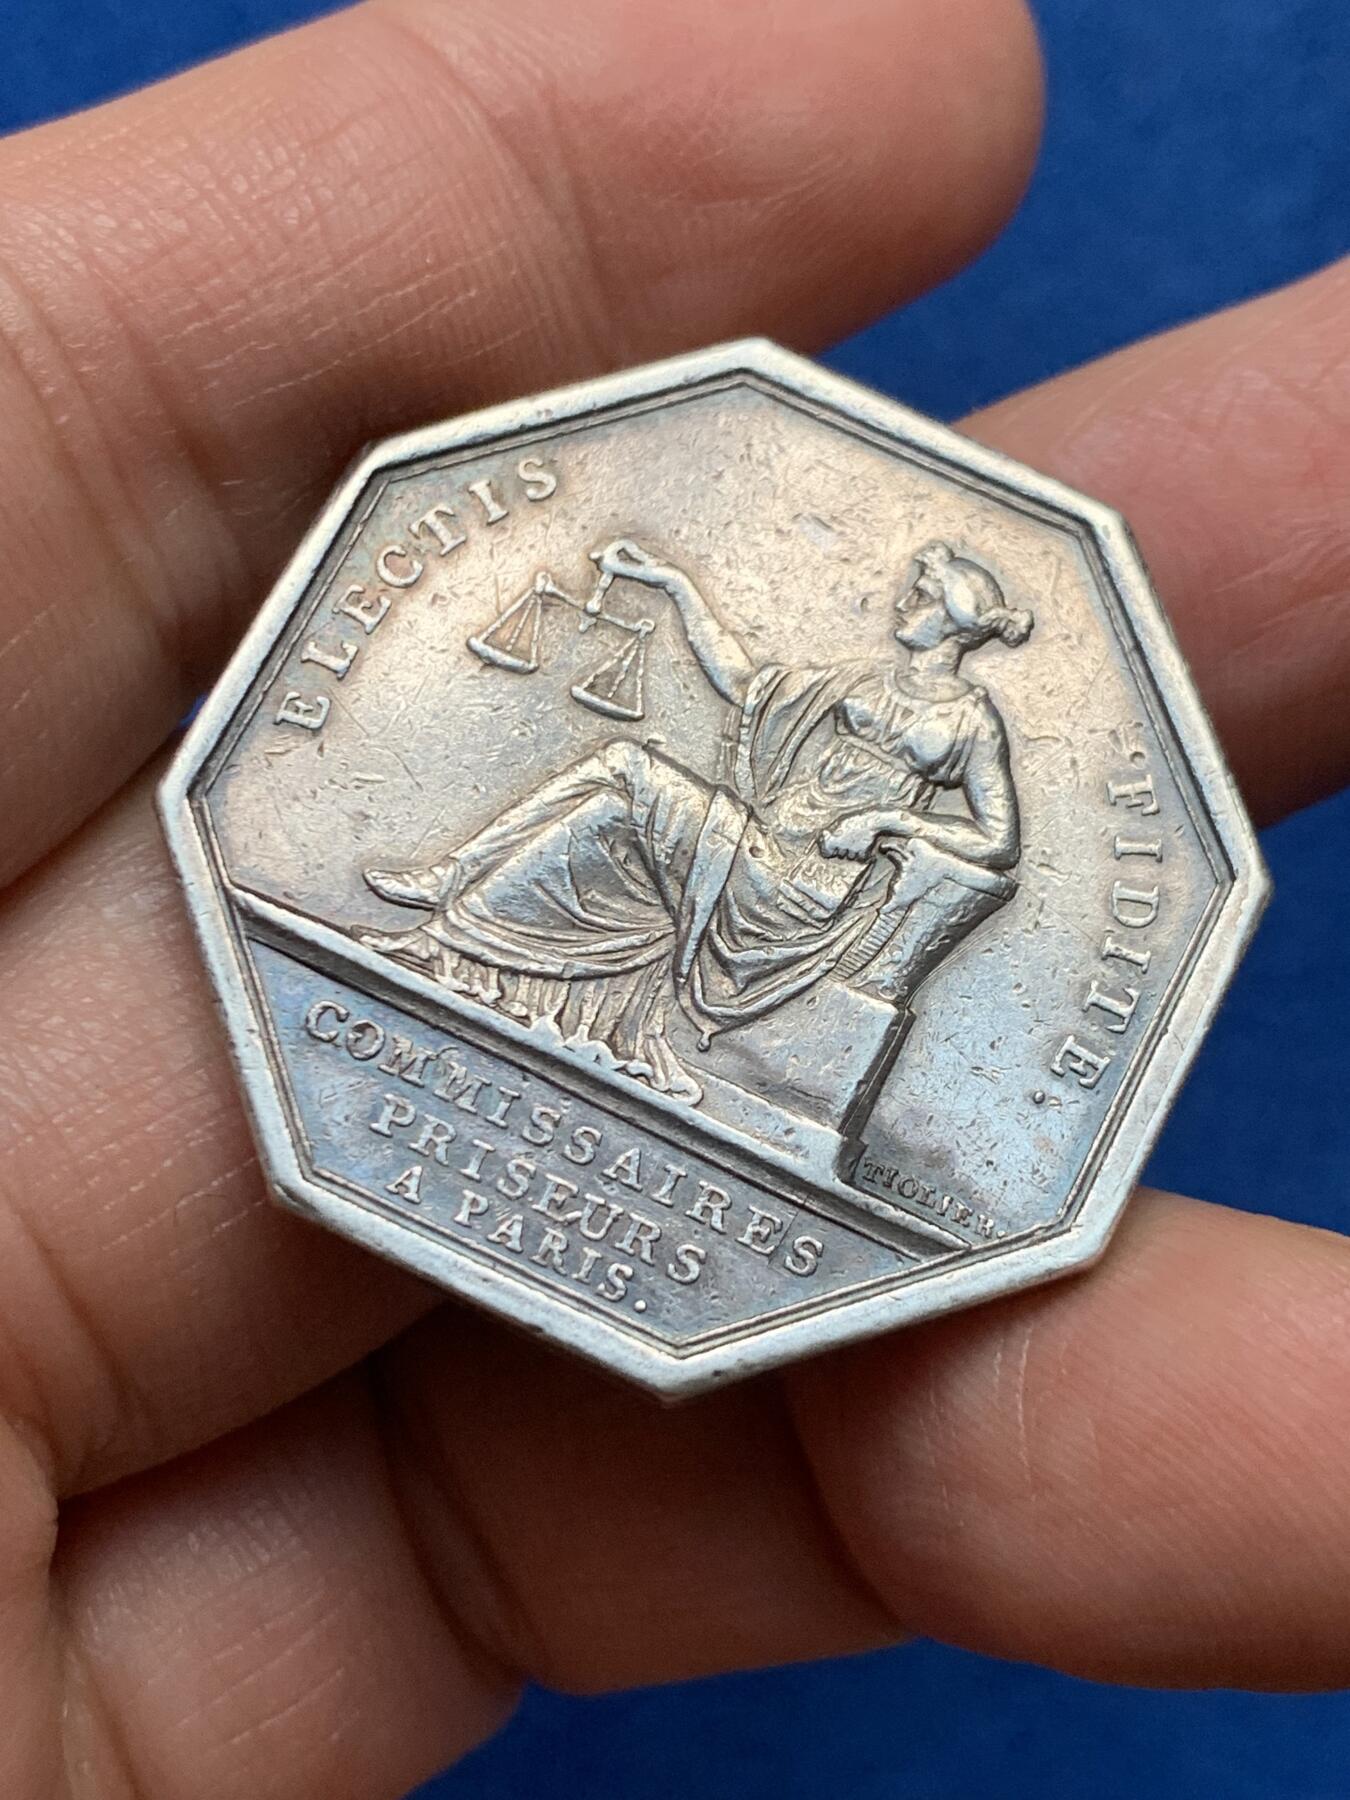 ELECTIS FIDITE.
TIOLIER.
COMMISSAIRES
PRISEURS
A PARIS.